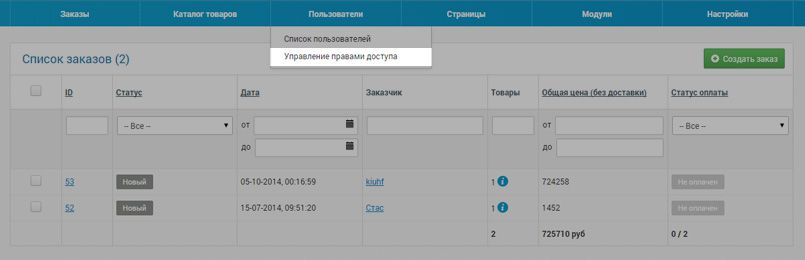 Заказы Каталог товаров Пользователи Страницы Модули Настройки
Список пользователей
Управление правами доступа
Список заказов (2) Создать заказ
ID Статус Дата Заказчик Товары Общая цена (без доставки) Статус оплаты
-- Все -- от от -- Все --
до до
53 Новый 05-10-2014, 00:16:59 kiuhf 1 724258 Не оплачен
52 Новый 15-07-2014, 09:51:20 Стас 1 1452 Не оплачен
2 725710 руб 0 / 2